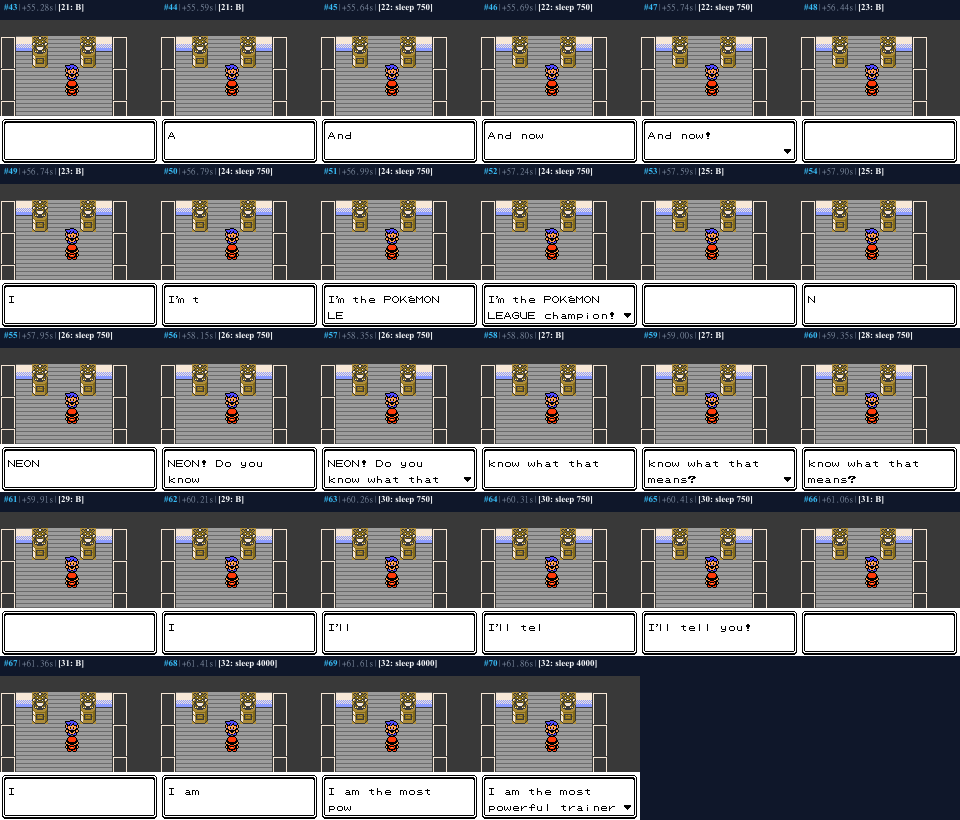 #43|+55.28s| [21: B]
#44|+55.59s| [21: B]
#45|+55.64s| [22: sleep 750]
#46|+55.69s| [22: sleep 750]
#47|+55.74s| [22: sleep 750]
#48|+56.44s| [23: B]
A
And
And now
And now!
#49|+56.74s| [23: B]
#50|+56.79s| [24: sleep 750]
#51|+56.99s| [24: sleep 750]
#52|+57.24s| [24: sleep 750]
#53|+57.59s| [25: B]
#54|+57.90s| [25: B]
I
I'm t
I'm the POKéMON
LE
I'm the POKéMON
LEAGUE champion!
N
#55|+57.95s| [26: sleep 750]
#56|+58.15s| [26: sleep 750]
#57|+58.35s| [26: sleep 750]
#58|+58.80s| [27: B]
#59|+59.00s| [27: B]
#60|+59.35s| [28: sleep 750]
NEON
NEON! Do you
know
NEON! Do you
know what that
know what that
know what that
means?
know what that
means?
#61|+59.91s| [29: B]
#62|+60.21s| [29: B]
#63|+60.26s| [30: sleep 750]
#64|+60.31s| [30: sleep 750]
#65|+60.41s| [30: sleep 750]
#66|+61.06s| [31: B]
I
I'll
I'll tel
I'll tell you!
#67|+61.36s| [31: B]
#68|+61.41s| [32: sleep 4000]
#69|+61.61s| [32: sleep 4000]
#70|+61.86s| [32: sleep 4000]
I
I am
I am the most
pow
I am the most
powerful trainer